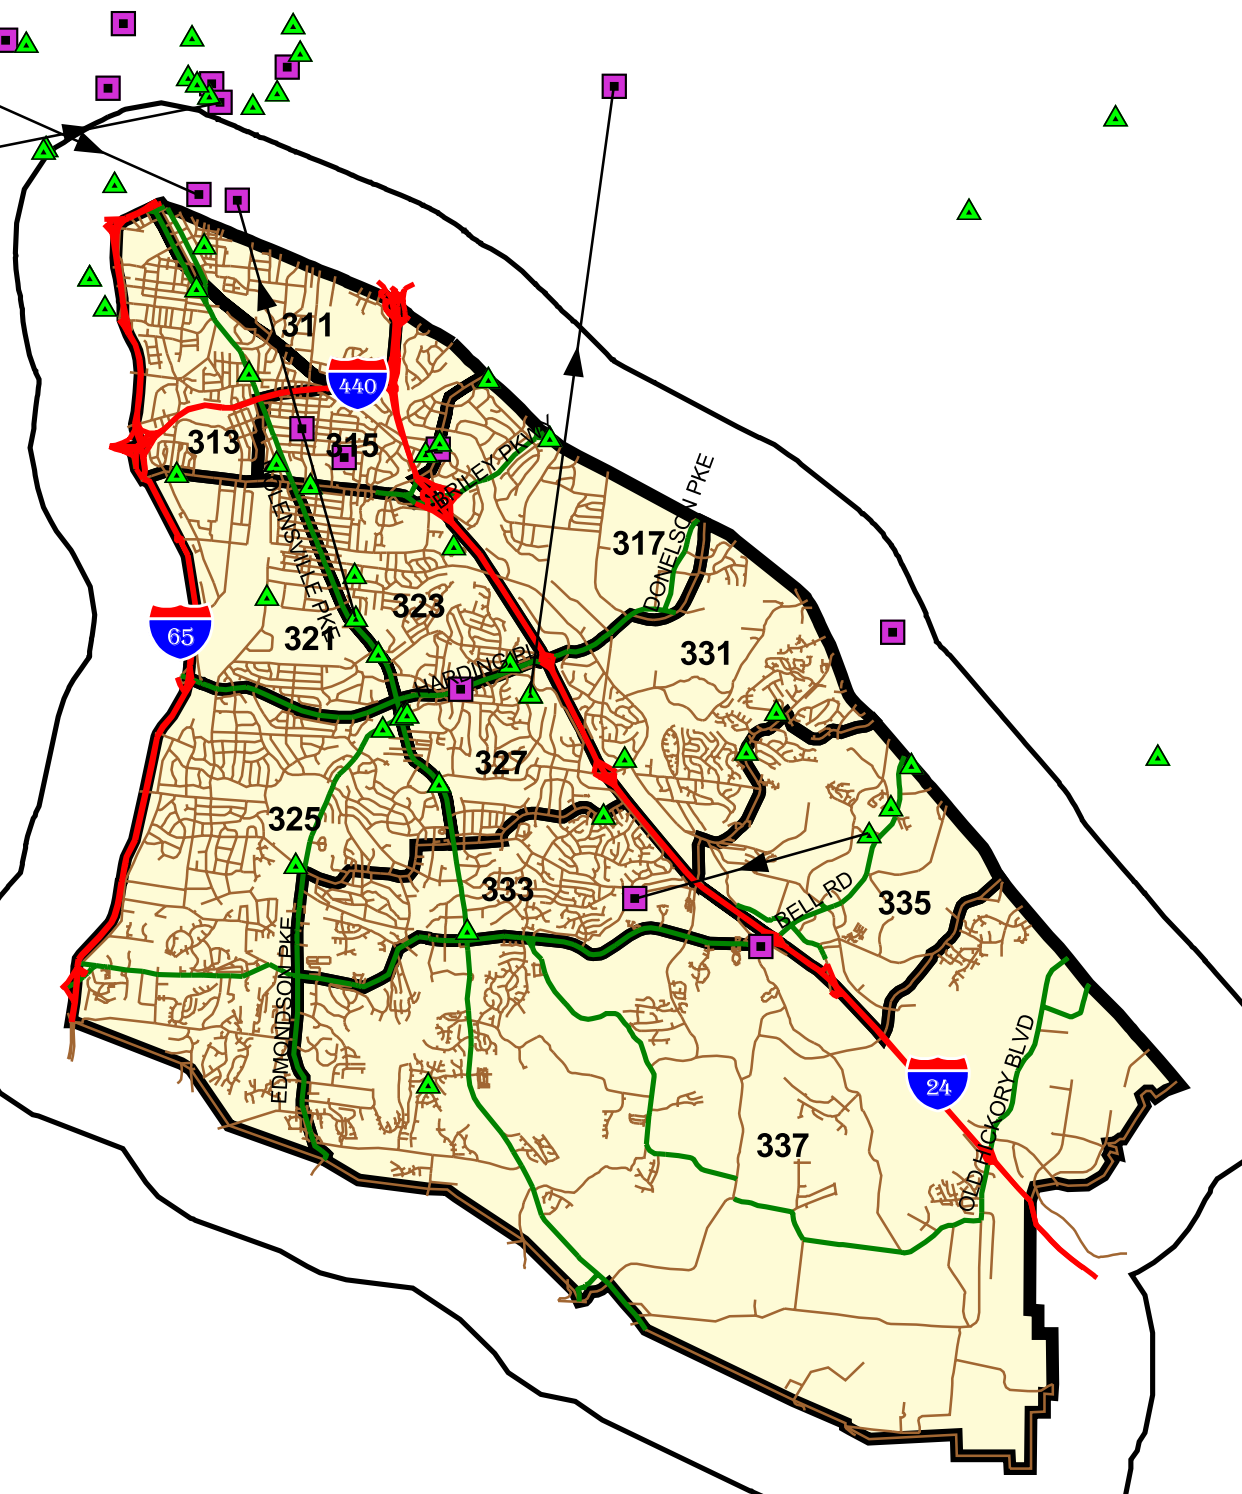 311
440
313
315
BRILEY PKWY
DONELSON PKE
317
NOLENSVILLE PKE
323
65
321
331
HARDING PL
327
325
333
BELL RD
335
EDMONDSON PKE
24
OLD HICKORY BLVD
337